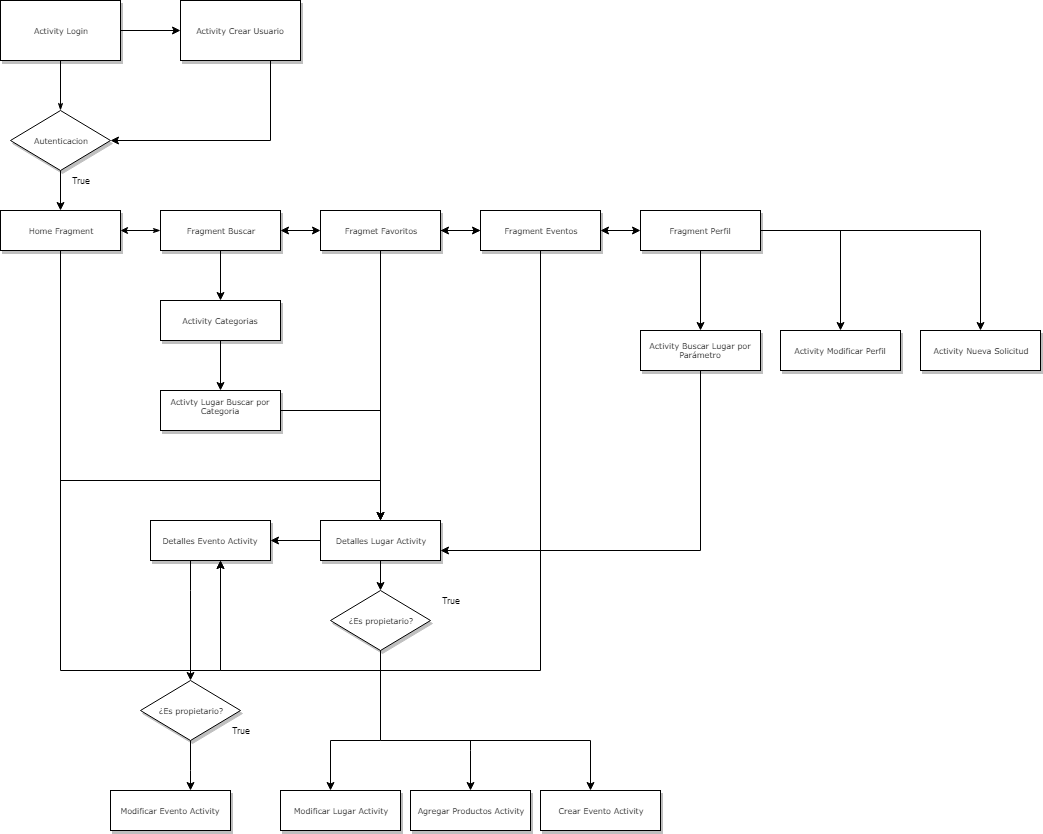 Activity Login
Activity Crear Usuario
Autenticacion
True
Home Fragment
Fragment Buscar
Fragmet Favoritos
Fragment Eventos
Fragment Perfil
Activity Categorias
Activity Buscar Lugar por
Parámetro
Activity Modificar Perfil
Activity Nueva Solicitud
Activty Lugar Buscar por
Categoria
Detalles Evento Activity
Detalles Lugar Activity
¿Es propietario?
True
¿Es propietario?
True
Modificar Evento Activity
Modificar Lugar Activity
Agregar Productos Activity
Crear Evento Activity